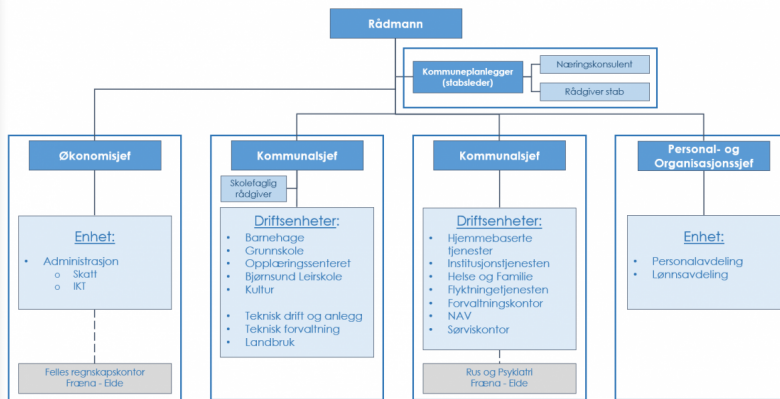 Rådmann
Kommuneplanlegger
(stabsleder)
Næringskonsulent
Rådgiver stab
Økonomisjef
Enhet:
• Administrasjon
o Skatt
o IKT
Felles regnskapskontor
Fræna - Eide
Kommunalsjef
Skolefaglig
rådgiver
Driftsenheter:
• Barnehage
• Grunnskole
• Opplæringssenteret
• Bjørnsund Leirskole
• Kultur
• Teknisk drift og anlegg
• Teknisk forvaltning
• Landbruk
Kommunalsjef
Driftsenheter:
• Hjemmebaserte
tjenester
• Institusjonstjenesten
• Helse og Familie
• Flyktningetjenesten
• Forvaltningskontor
• NAV
• Sørviskontor
Rus og Psykiatri
Fræna - Eide
Personal- og
Organisasjonssjef
Enhet:
• Personalavdeling
• Lønnsavdeling